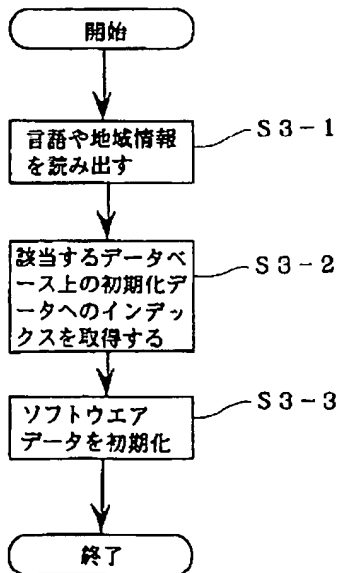 開始
言語や地域情報
を読み出す
S3-1
該当するデータベ
ース上の初期化デ
ータへのインデッ
クスを取得する
S3-2
ソフトウエア
データを初期化
S3-3
終了